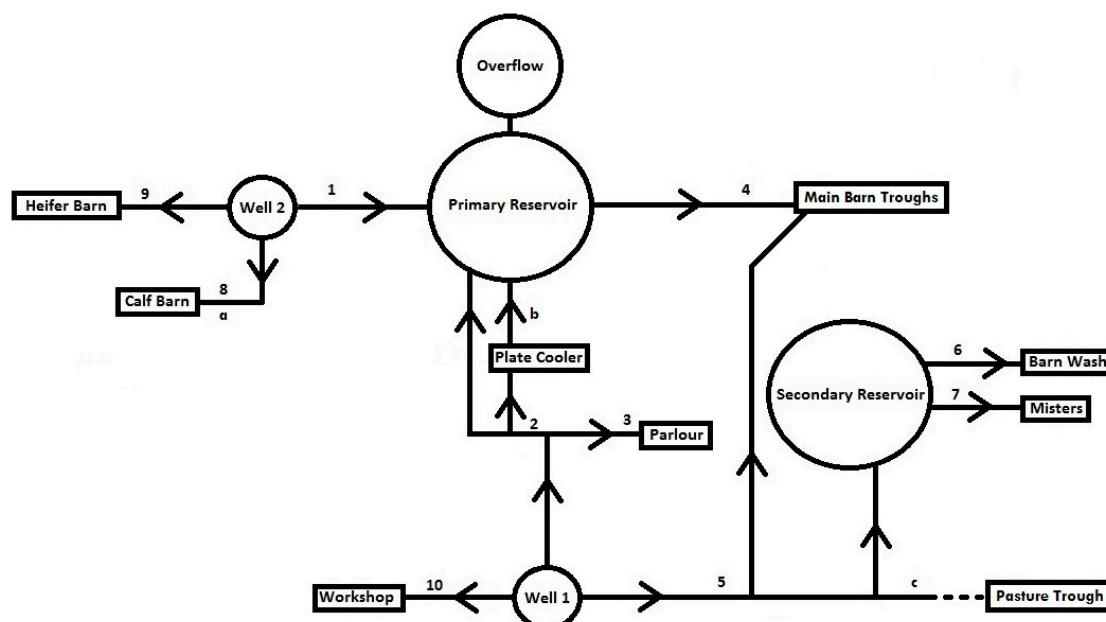 Overflow
9
1
4
Heifer Barn
Well 2
Primary Reservoir
Main Barn Troughs
8
Calf Barn
a
b
Plate Cooler
6
Barn Wash
Secondary Reservoir
7
Misters
2
3
Parlour
10
5
c
Workshop
Well 1
Pasture Trough